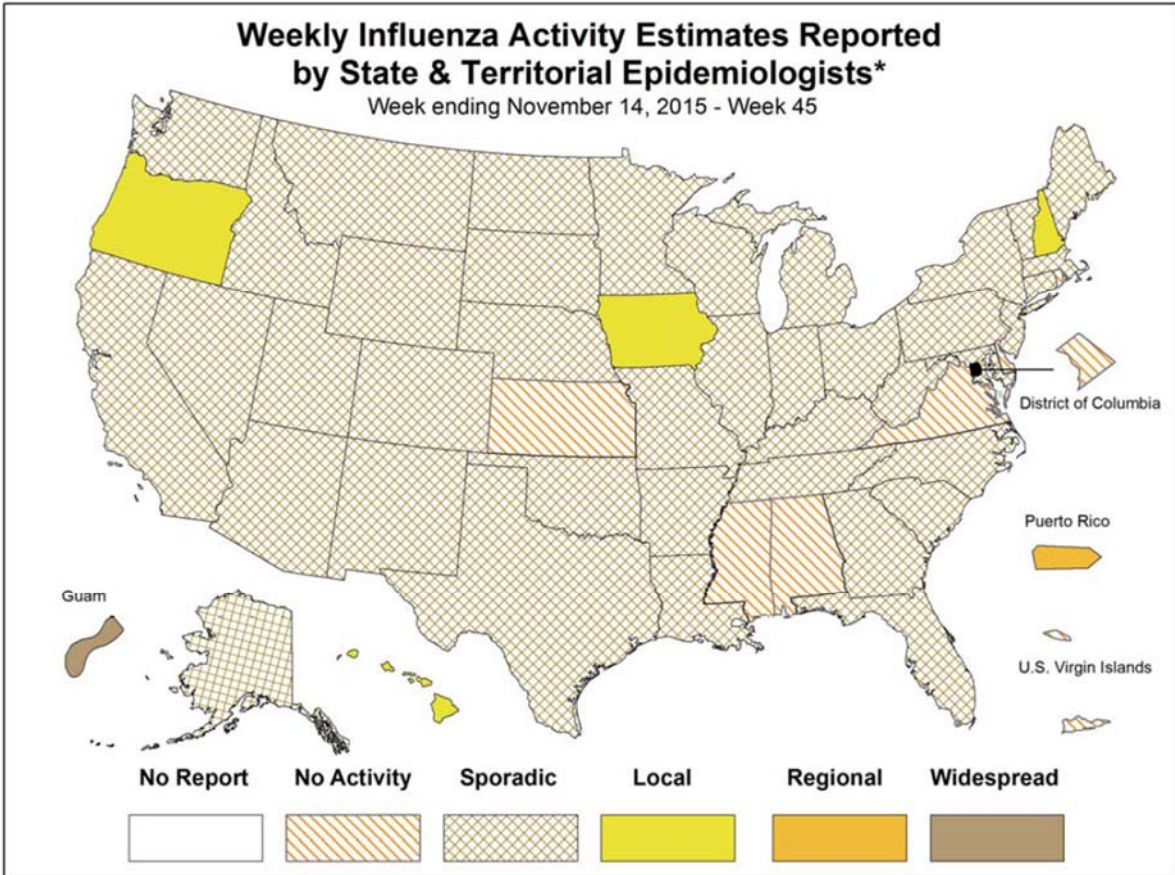 Weekly Influenza Activity Estimates Reported
by State & Territorial Epidemiologists*
Week ending November 14, 2015 - Week 45
District of Columbia
Puerto Rico
Guam
U.S. Virgin Islands
No Report No Activity Sporadic Local Regional Widespread